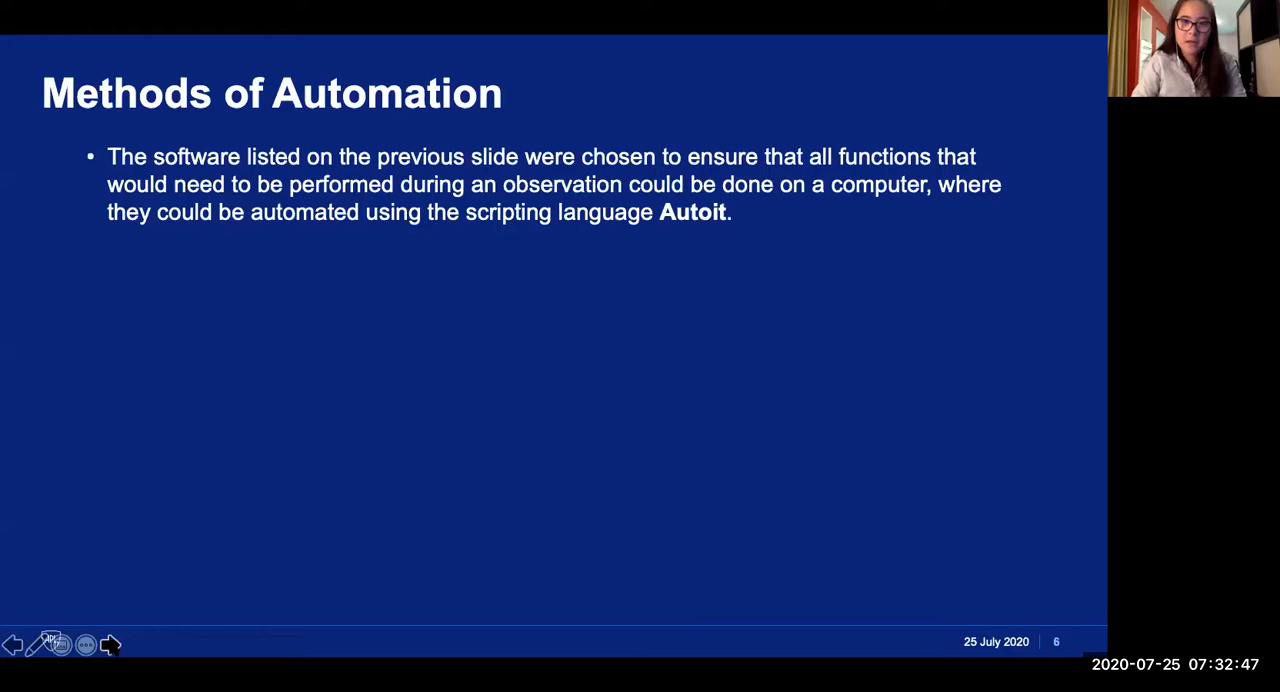 Methods of Automation
• The software listed on the previous slide were chosen to ensure that all functions that
would need to be performed during an observation could be done on a computer, where
they could be automated using the scripting language Autoit.
25 July 2020 6
2020-07-25 07:32:47